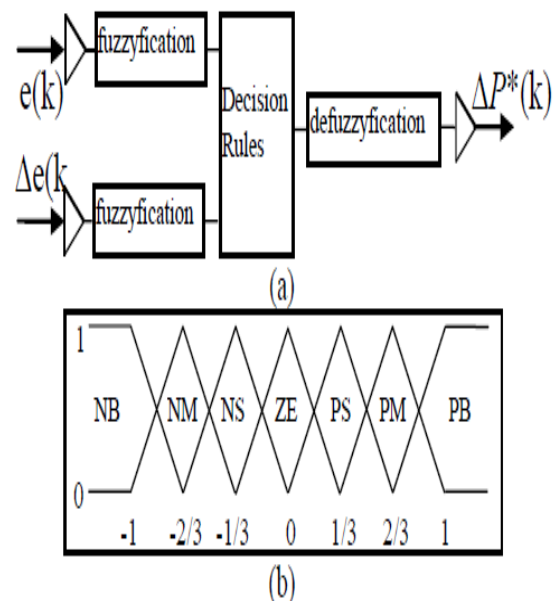 fuzzyfication
e(k)
Decision
Rules
defuzzyfication
ΔP*(k)
Δe(k
fuzzyfication
(a)
1
NB NM NS ZE PS PM PB
0
-1 -2/3 -1/3 0 1/3 2/3 1
(b)